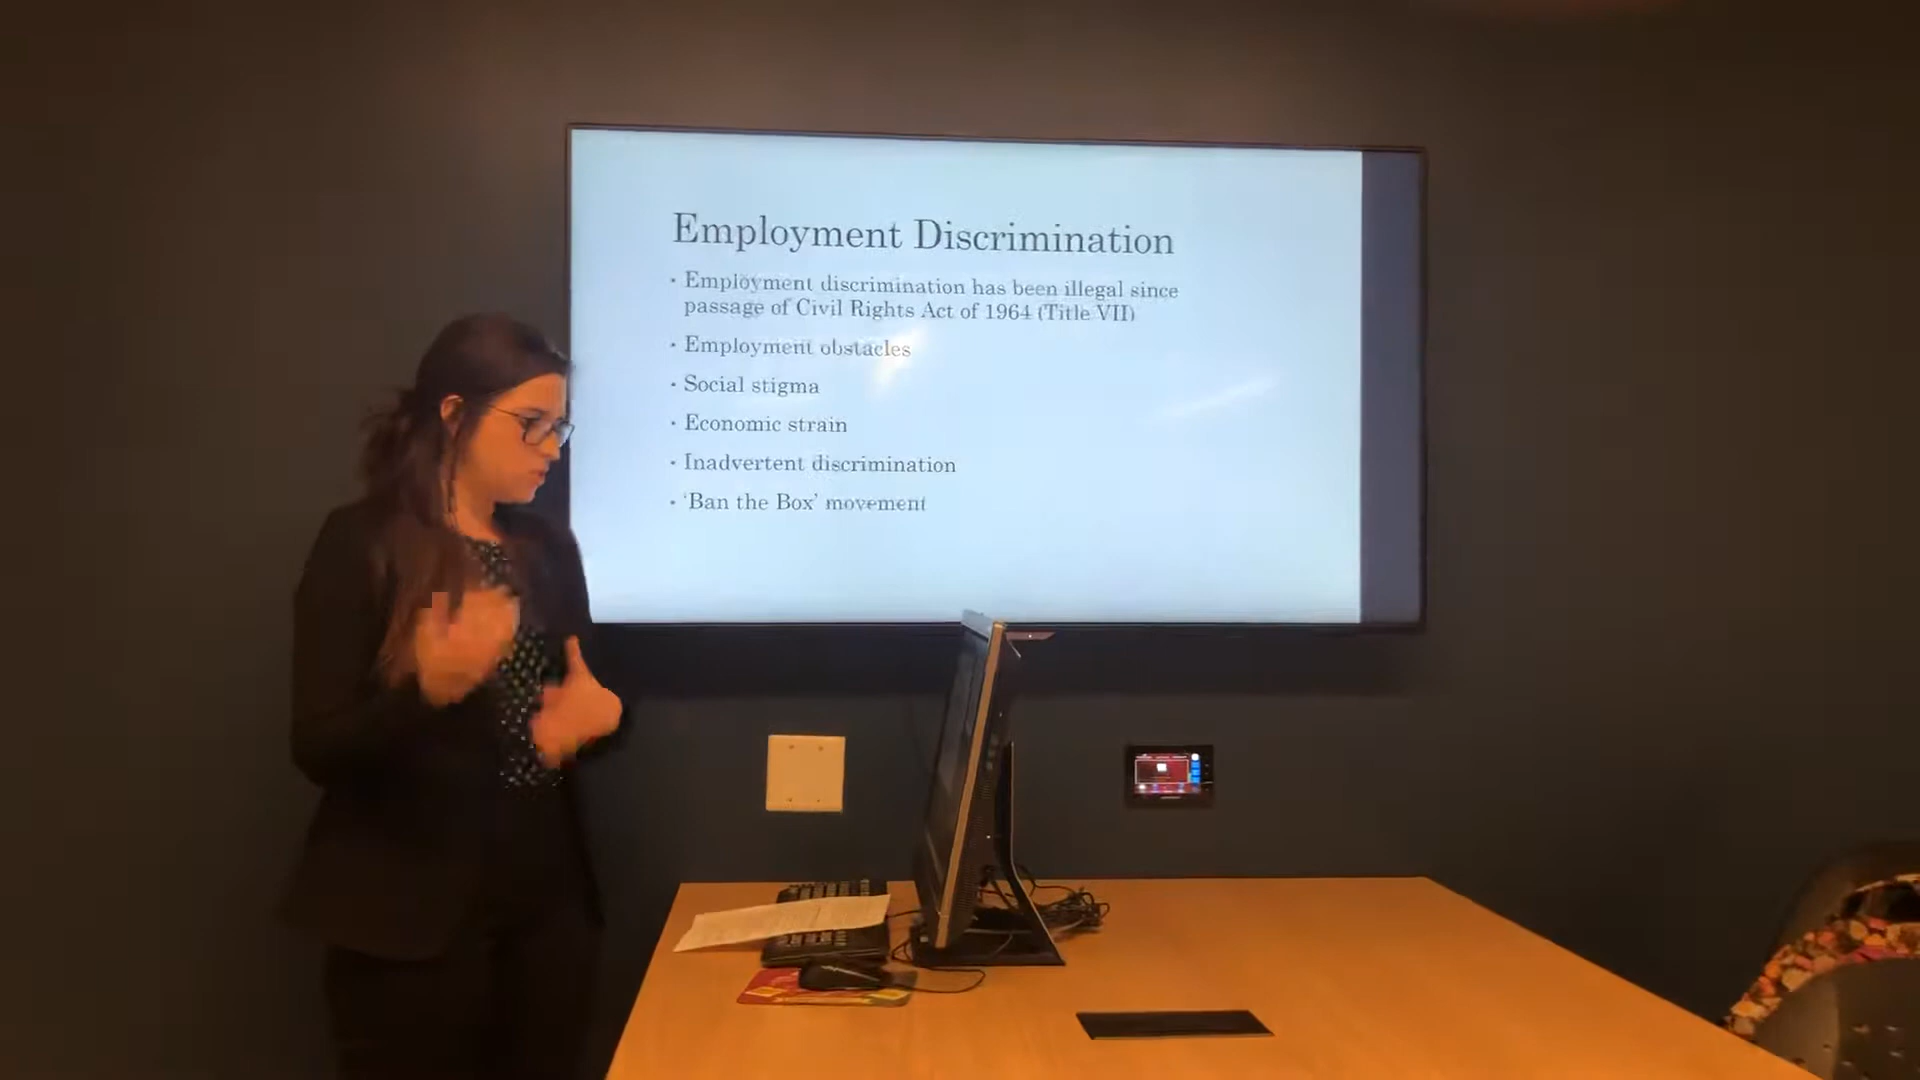 Employment Discrimination
• Employment discrimination has been illegal since
passage of Civil Rights Act of 1964 (Title VII)
• Employment obstacles
• Social stigma
• Economic strain
• Inadvertent discrimination
• ‘Ban the Box’ movement